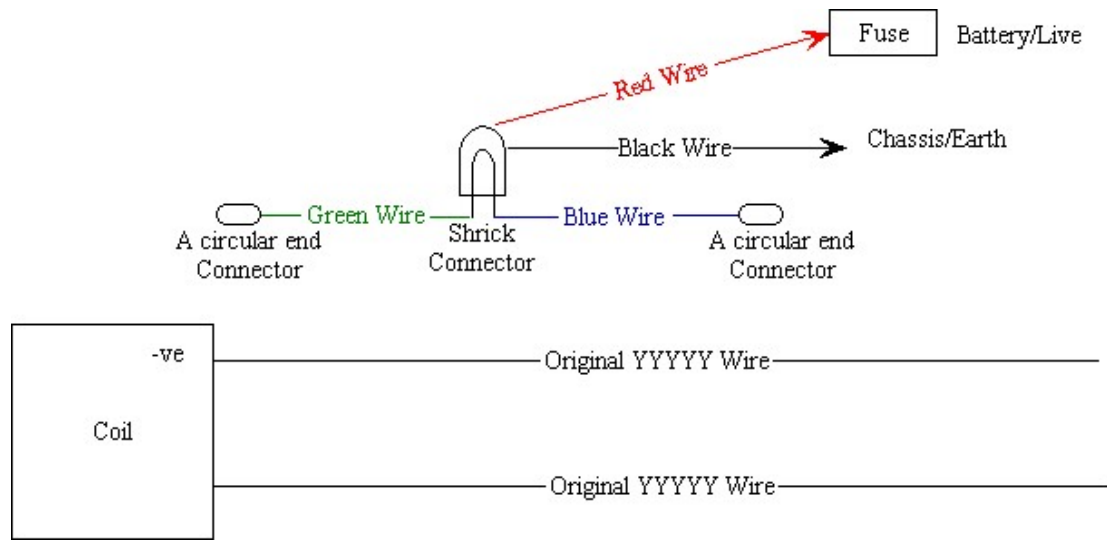 Fuse
Battery/Live
Red Wire
Black Wire
Chassis/Earth
Green Wire
Blue Wire
A circular end
Connector
Shrick
Connector
A circular end
Connector
-ve
Original YYYYY Wire
Coil
Original YYYYY Wire